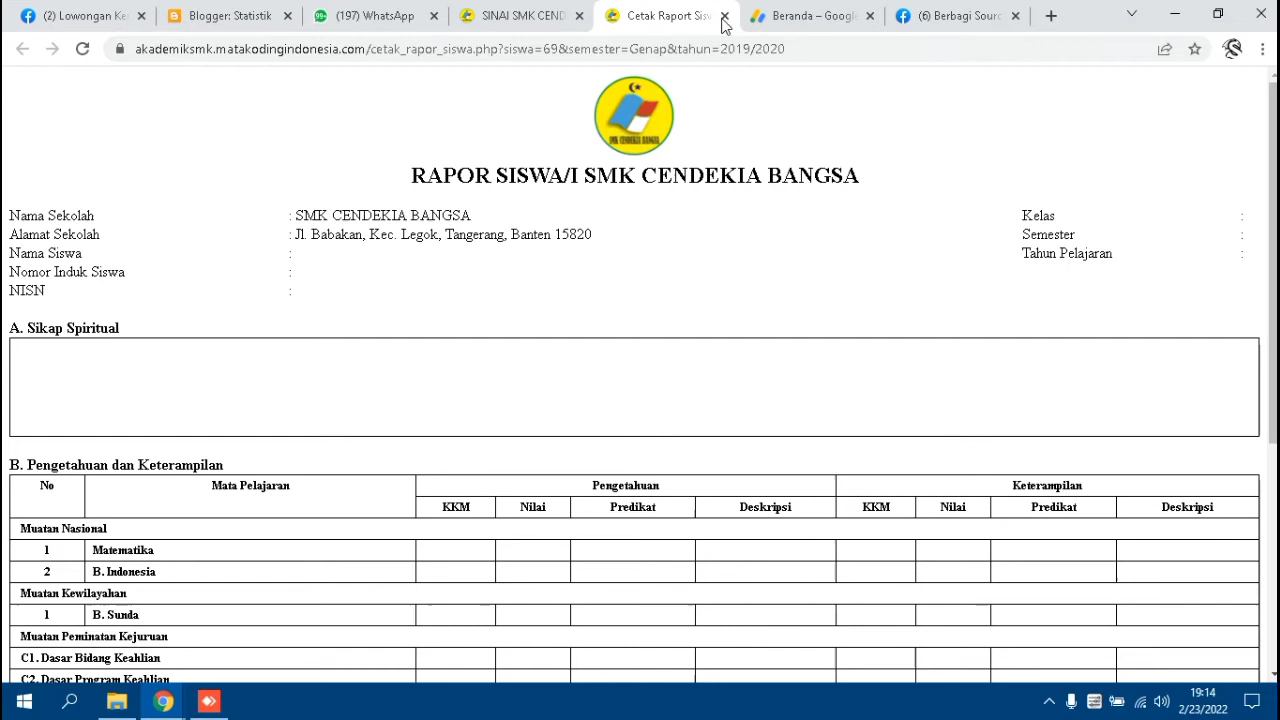 (2) Lowongan Ke
Blogger: Statistik
(197) WhatsApp
SINAI SMK CEND
Cetak Raport Sisw
Beranda – Google
(6) Berbagi Sourc
akademiksmk.matakodingindonesia.com/cetak_rapor_siswa.php?siswa=69&semester=Genap&tahun=2019/2020
SMK CENDEKIA BANGSA
RAPOR SISWA/I SMK CENDEKIA BANGSA
Nama Sekolah : SMK CENDEKIA BANGSA Kelas :
Alamat Sekolah : Jl. Babakan, Kec. Legok, Tangerang, Banten 15820 Semester :
Nama Siswa : Tahun Pelajaran :
Nomor Induk Siswa :
NISN :
A. Sikap Spiritual
B. Pengetahuan dan Keterampilan
No Mata Pelajaran Pengetahuan Keterampilan
KKM Nilai Predikat Deskripsi KKM Nilai Predikat Deskripsi
Muatan Nasional
1 Matematika
2 B. Indonesia
Muatan Kewilayahan
1 B. Sunda
Muatan Peminatan Kejuruan
C1. Dasar Bidang Keahlian
C2. Dasar Program Keahlian
19:14
2/23/2022